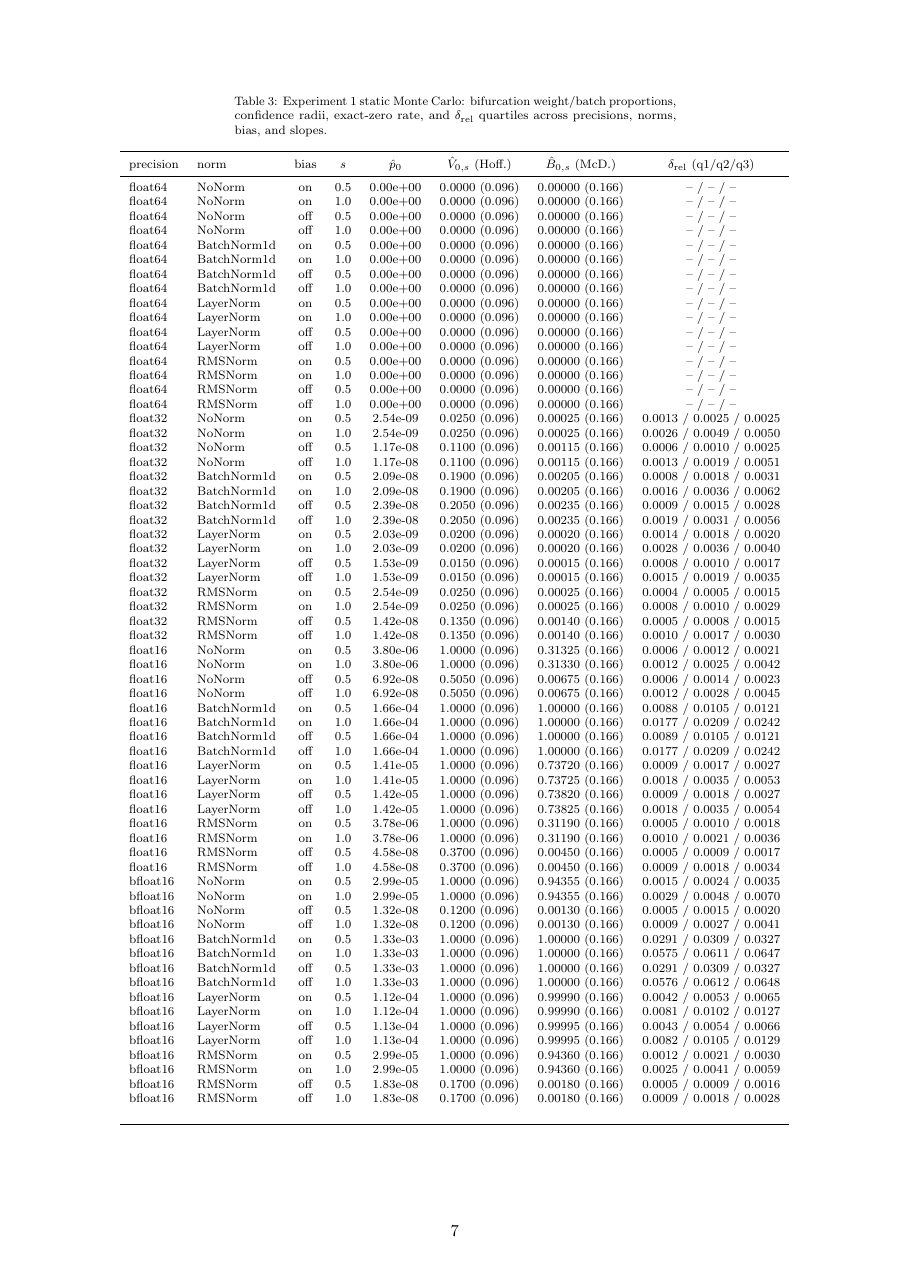 Table 3: Experiment 1 static Monte Carlo: bifurcation weight/batch proportions,
confidence radii, exact-zero rate, and δrel quartiles across precisions, norms,
bias, and slopes.
precision norm bias s p̂0 V̂0,s (Hoff.) B̂0,s (McD.) δrel (q1/q2/q3)
float64 NoNorm on 0.5 0.00e+00 0.0000 (0.096) 0.00000 (0.166) – / – / –
float64 NoNorm on 1.0 0.00e+00 0.0000 (0.096) 0.00000 (0.166) – / – / –
float64 NoNorm off 0.5 0.00e+00 0.0000 (0.096) 0.00000 (0.166) – / – / –
float64 NoNorm off 1.0 0.00e+00 0.0000 (0.096) 0.00000 (0.166) – / – / –
float64 BatchNorm1d on 0.5 0.00e+00 0.0000 (0.096) 0.00000 (0.166) – / – / –
float64 BatchNorm1d on 1.0 0.00e+00 0.0000 (0.096) 0.00000 (0.166) – / – / –
float64 BatchNorm1d off 0.5 0.00e+00 0.0000 (0.096) 0.00000 (0.166) – / – / –
float64 BatchNorm1d off 1.0 0.00e+00 0.0000 (0.096) 0.00000 (0.166) – / – / –
float64 LayerNorm on 0.5 0.00e+00 0.0000 (0.096) 0.00000 (0.166) – / – / –
float64 LayerNorm on 1.0 0.00e+00 0.0000 (0.096) 0.00000 (0.166) – / – / –
float64 LayerNorm off 0.5 0.00e+00 0.0000 (0.096) 0.00000 (0.166) – / – / –
float64 LayerNorm off 1.0 0.00e+00 0.0000 (0.096) 0.00000 (0.166) – / – / –
float64 RMSNorm on 0.5 0.00e+00 0.0000 (0.096) 0.00000 (0.166) – / – / –
float64 RMSNorm on 1.0 0.00e+00 0.0000 (0.096) 0.00000 (0.166) – / – / –
float64 RMSNorm off 0.5 0.00e+00 0.0000 (0.096) 0.00000 (0.166) – / – / –
float64 RMSNorm off 1.0 0.00e+00 0.0000 (0.096) 0.00000 (0.166) – / – / –
float32 NoNorm on 0.5 2.54e-09 0.0250 (0.096) 0.00025 (0.166) 0.0013 / 0.0025 / 0.0025
float32 NoNorm on 1.0 2.54e-09 0.0250 (0.096) 0.00025 (0.166) 0.0026 / 0.0049 / 0.0050
float32 NoNorm off 0.5 1.17e-08 0.1100 (0.096) 0.00115 (0.166) 0.0006 / 0.0010 / 0.0025
float32 NoNorm off 1.0 1.17e-08 0.1100 (0.096) 0.00115 (0.166) 0.0013 / 0.0019 / 0.0051
float32 BatchNorm1d on 0.5 2.09e-08 0.1900 (0.096) 0.00205 (0.166) 0.0008 / 0.0018 / 0.0031
float32 BatchNorm1d on 1.0 2.09e-08 0.1900 (0.096) 0.00205 (0.166) 0.0016 / 0.0036 / 0.0062
float32 BatchNorm1d off 0.5 2.39e-08 0.2050 (0.096) 0.00235 (0.166) 0.0009 / 0.0015 / 0.0028
float32 BatchNorm1d off 1.0 2.39e-08 0.2050 (0.096) 0.00235 (0.166) 0.0019 / 0.0031 / 0.0056
float32 LayerNorm on 0.5 2.03e-09 0.0200 (0.096) 0.00020 (0.166) 0.0014 / 0.0018 / 0.0020
float32 LayerNorm on 1.0 2.03e-09 0.0200 (0.096) 0.00020 (0.166) 0.0028 / 0.0036 / 0.0040
float32 LayerNorm off 0.5 1.53e-09 0.0150 (0.096) 0.00015 (0.166) 0.0008 / 0.0010 / 0.0017
float32 LayerNorm off 1.0 1.53e-09 0.0150 (0.096) 0.00015 (0.166) 0.0015 / 0.0019 / 0.0035
float32 RMSNorm on 0.5 2.54e-09 0.0250 (0.096) 0.00025 (0.166) 0.0004 / 0.0005 / 0.0015
float32 RMSNorm on 1.0 2.54e-09 0.0250 (0.096) 0.00025 (0.166) 0.0008 / 0.0010 / 0.0029
float32 RMSNorm off 0.5 1.42e-08 0.1350 (0.096) 0.00140 (0.166) 0.0005 / 0.0008 / 0.0015
float32 RMSNorm off 1.0 1.42e-08 0.1350 (0.096) 0.00140 (0.166) 0.0010 / 0.0017 / 0.0030
float16 NoNorm on 0.5 3.80e-06 1.0000 (0.096) 0.31325 (0.166) 0.0006 / 0.0012 / 0.0021
float16 NoNorm on 1.0 3.80e-06 1.0000 (0.096) 0.31330 (0.166) 0.0012 / 0.0025 / 0.0042
float16 NoNorm off 0.5 6.92e-08 0.5050 (0.096) 0.00675 (0.166) 0.0006 / 0.0014 / 0.0023
float16 NoNorm off 1.0 6.92e-08 0.5050 (0.096) 0.00675 (0.166) 0.0012 / 0.0028 / 0.0045
float16 BatchNorm1d on 0.5 1.66e-04 1.0000 (0.096) 1.00000 (0.166) 0.0088 / 0.0105 / 0.0121
float16 BatchNorm1d on 1.0 1.66e-04 1.0000 (0.096) 1.00000 (0.166) 0.0177 / 0.0209 / 0.0242
float16 BatchNorm1d off 0.5 1.66e-04 1.0000 (0.096) 1.00000 (0.166) 0.0089 / 0.0105 / 0.0121
float16 BatchNorm1d off 1.0 1.66e-04 1.0000 (0.096) 1.00000 (0.166) 0.0177 / 0.0209 / 0.0242
float16 LayerNorm on 0.5 1.41e-05 1.0000 (0.096) 0.73720 (0.166) 0.0009 / 0.0017 / 0.0027
float16 LayerNorm on 1.0 1.41e-05 1.0000 (0.096) 0.73725 (0.166) 0.0018 / 0.0035 / 0.0053
float16 LayerNorm off 0.5 1.42e-05 1.0000 (0.096) 0.73820 (0.166) 0.0009 / 0.0018 / 0.0027
float16 LayerNorm off 1.0 1.42e-05 1.0000 (0.096) 0.73825 (0.166) 0.0018 / 0.0035 / 0.0054
float16 RMSNorm on 0.5 3.78e-06 1.0000 (0.096) 0.31190 (0.166) 0.0005 / 0.0010 / 0.0018
float16 RMSNorm on 1.0 3.78e-06 1.0000 (0.096) 0.31190 (0.166) 0.0010 / 0.0021 / 0.0036
float16 RMSNorm off 0.5 4.58e-08 0.3700 (0.096) 0.00450 (0.166) 0.0005 / 0.0009 / 0.0017
float16 RMSNorm off 1.0 4.58e-08 0.3700 (0.096) 0.00450 (0.166) 0.0009 / 0.0018 / 0.0034
bfloat16 NoNorm on 0.5 2.99e-05 1.0000 (0.096) 0.94355 (0.166) 0.0015 / 0.0024 / 0.0035
bfloat16 NoNorm on 1.0 2.99e-05 1.0000 (0.096) 0.94355 (0.166) 0.0029 / 0.0048 / 0.0070
bfloat16 NoNorm off 0.5 1.32e-08 0.1200 (0.096) 0.00130 (0.166) 0.0005 / 0.0015 / 0.0020
bfloat16 NoNorm off 1.0 1.32e-08 0.1200 (0.096) 0.00130 (0.166) 0.0009 / 0.0027 / 0.0041
bfloat16 BatchNorm1d on 0.5 1.33e-03 1.0000 (0.096) 1.00000 (0.166) 0.0291 / 0.0309 / 0.0327
bfloat16 BatchNorm1d on 1.0 1.33e-03 1.0000 (0.096) 1.00000 (0.166) 0.0575 / 0.0611 / 0.0647
bfloat16 BatchNorm1d off 0.5 1.33e-03 1.0000 (0.096) 1.00000 (0.166) 0.0291 / 0.0309 / 0.0327
bfloat16 BatchNorm1d off 1.0 1.33e-03 1.0000 (0.096) 1.00000 (0.166) 0.0576 / 0.0612 / 0.0648
bfloat16 LayerNorm on 0.5 1.12e-04 1.0000 (0.096) 0.99990 (0.166) 0.0042 / 0.0053 / 0.0065
bfloat16 LayerNorm on 1.0 1.12e-04 1.0000 (0.096) 0.99990 (0.166) 0.0081 / 0.0102 / 0.0127
bfloat16 LayerNorm off 0.5 1.13e-04 1.0000 (0.096) 0.99995 (0.166) 0.0043 / 0.0054 / 0.0066
bfloat16 LayerNorm off 1.0 1.13e-04 1.0000 (0.096) 0.99995 (0.166) 0.0082 / 0.0105 / 0.0129
bfloat16 RMSNorm on 0.5 2.99e-05 1.0000 (0.096) 0.94360 (0.166) 0.0012 / 0.0021 / 0.0030
bfloat16 RMSNorm on 1.0 2.99e-05 1.0000 (0.096) 0.94360 (0.166) 0.0025 / 0.0041 / 0.0059
bfloat16 RMSNorm off 0.5 1.83e-08 0.1700 (0.096) 0.00180 (0.166) 0.0005 / 0.0009 / 0.0016
bfloat16 RMSNorm off 1.0 1.83e-08 0.1700 (0.096) 0.00180 (0.166) 0.0009 / 0.0018 / 0.0028
7